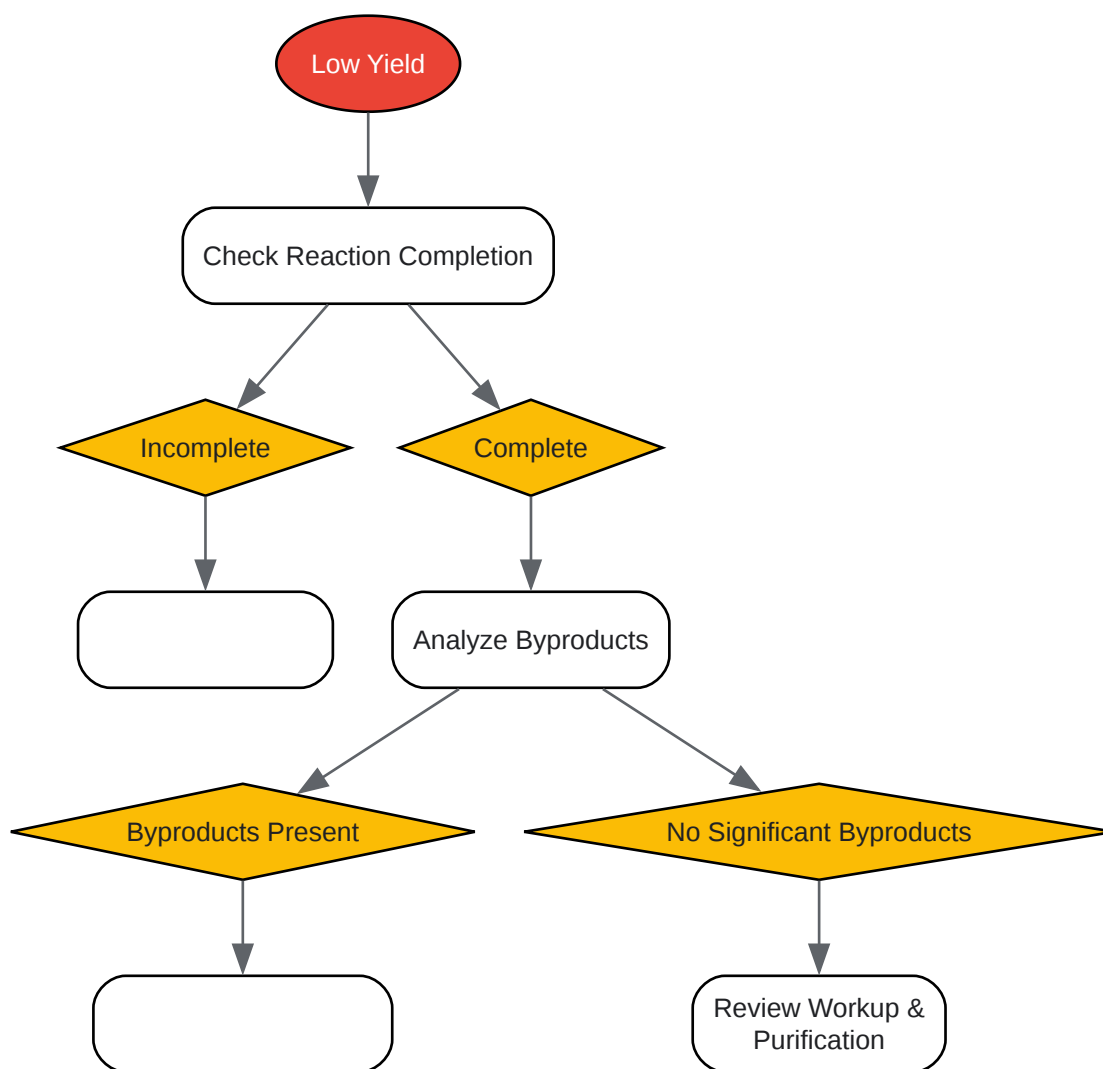 Low Yield
Check Reaction Completion
Incomplete
Complete
Analyze Byproducts
Byproducts Present
No Significant Byproducts
Review Workup &
Purification